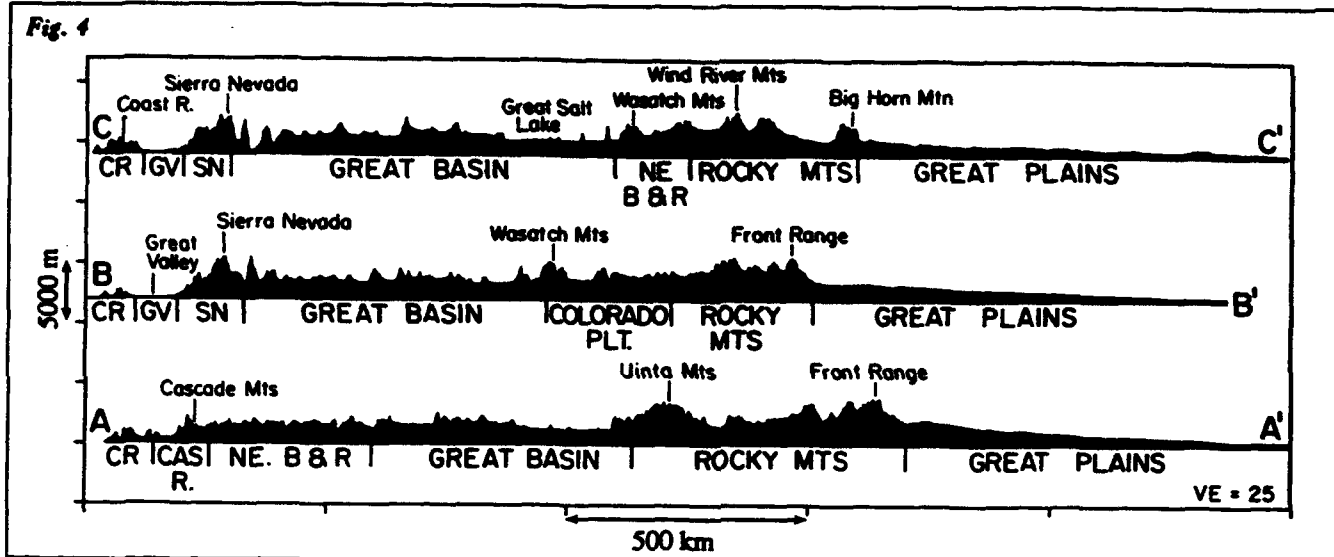 Fig. 4
Wind River Mts
Sierra Nevada
Coast R.
Great Salt Lake
Wasatch Mts
Big Horn Mtn
C
C'
CR GV SN GREAT BASIN NE B & R ROCKY MTS GREAT PLAINS
Sierra Nevada
Great Valley
Wasatch Mts
Front Range
B
B'
5000 m
CR GV SN GREAT BASIN COLORADO PLT. ROCKY MTS GREAT PLAINS
Cascade Mts
Uinta Mts
Front Range
A
A'
CR CAS R. NE. B & R GREAT BASIN ROCKY MTS GREAT PLAINS
VE = 25
500 km